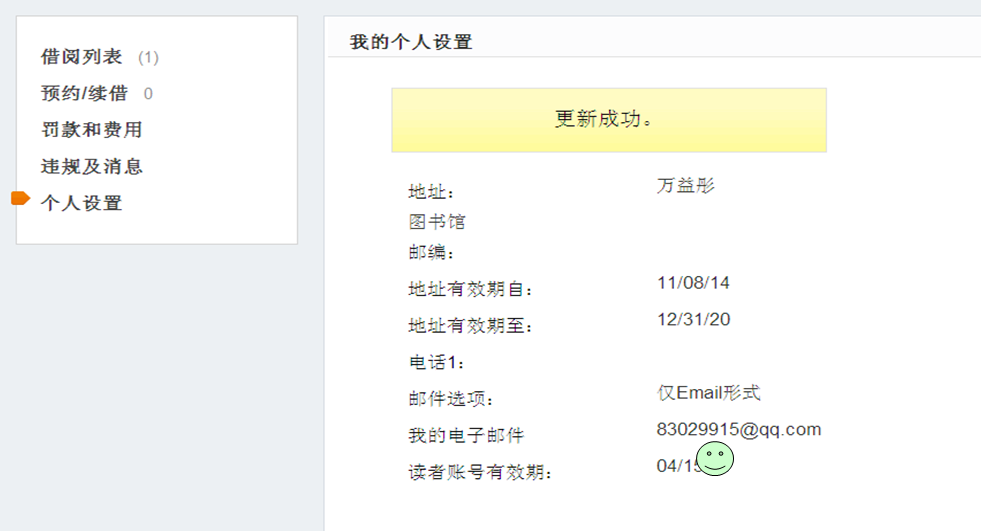 借阅列表 (1)
预约/续借 0
罚款和费用
违规及消息
个人设置
我的个人设置
更新成功。
地址： 万益彤
图书馆
邮编：
地址有效期自： 11/08/14
地址有效期至： 12/31/20
电话1：
邮件选项： 仅Email形式
我的电子邮件 83029915@qq.com
读者账号有效期： 04/15